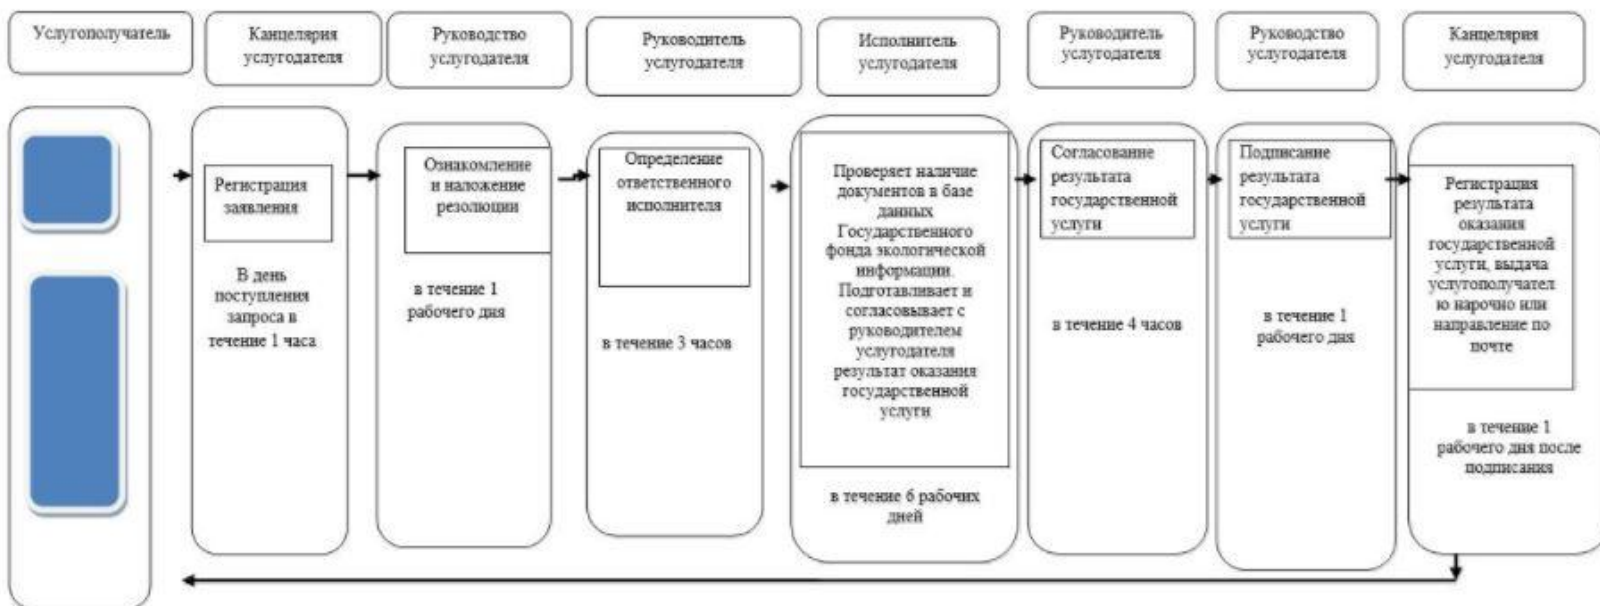 Услугополучатель
Канцелярия
услугодателя
Руководство
услугодателя
Руководитель
услугодателя
Исполнитель
услугодателя
Руководитель
услугодателя
Руководство
услугодателя
Канцелярия
услугодателя
Регистрация
заявления
В день
поступления
запроса в
течение 1 часа
Ознакомление
и наложение
резолюции
в течение 1
рабочего дня
Определение
ответственного
исполнителя
в течение 3 часов
Проверяет наличие
документов в базе
данных
Государственного
фонда экологической
информации.
Подготавливает и
согласовывает с
руководителем
услугодателя
результат оказания
государственной
услуги
в течение 6 рабочих
дней
Согласование
результата
государственной
услуги
в течение 4 часов
Подписание
результата
государственной
услуги
в течение 1
рабочего дня
Регистрация
результата
оказания
государственной
услуги, выдача
услугополучател
ю нарочно или
направление по
почте
в течение 1
рабочего дня после
подписания